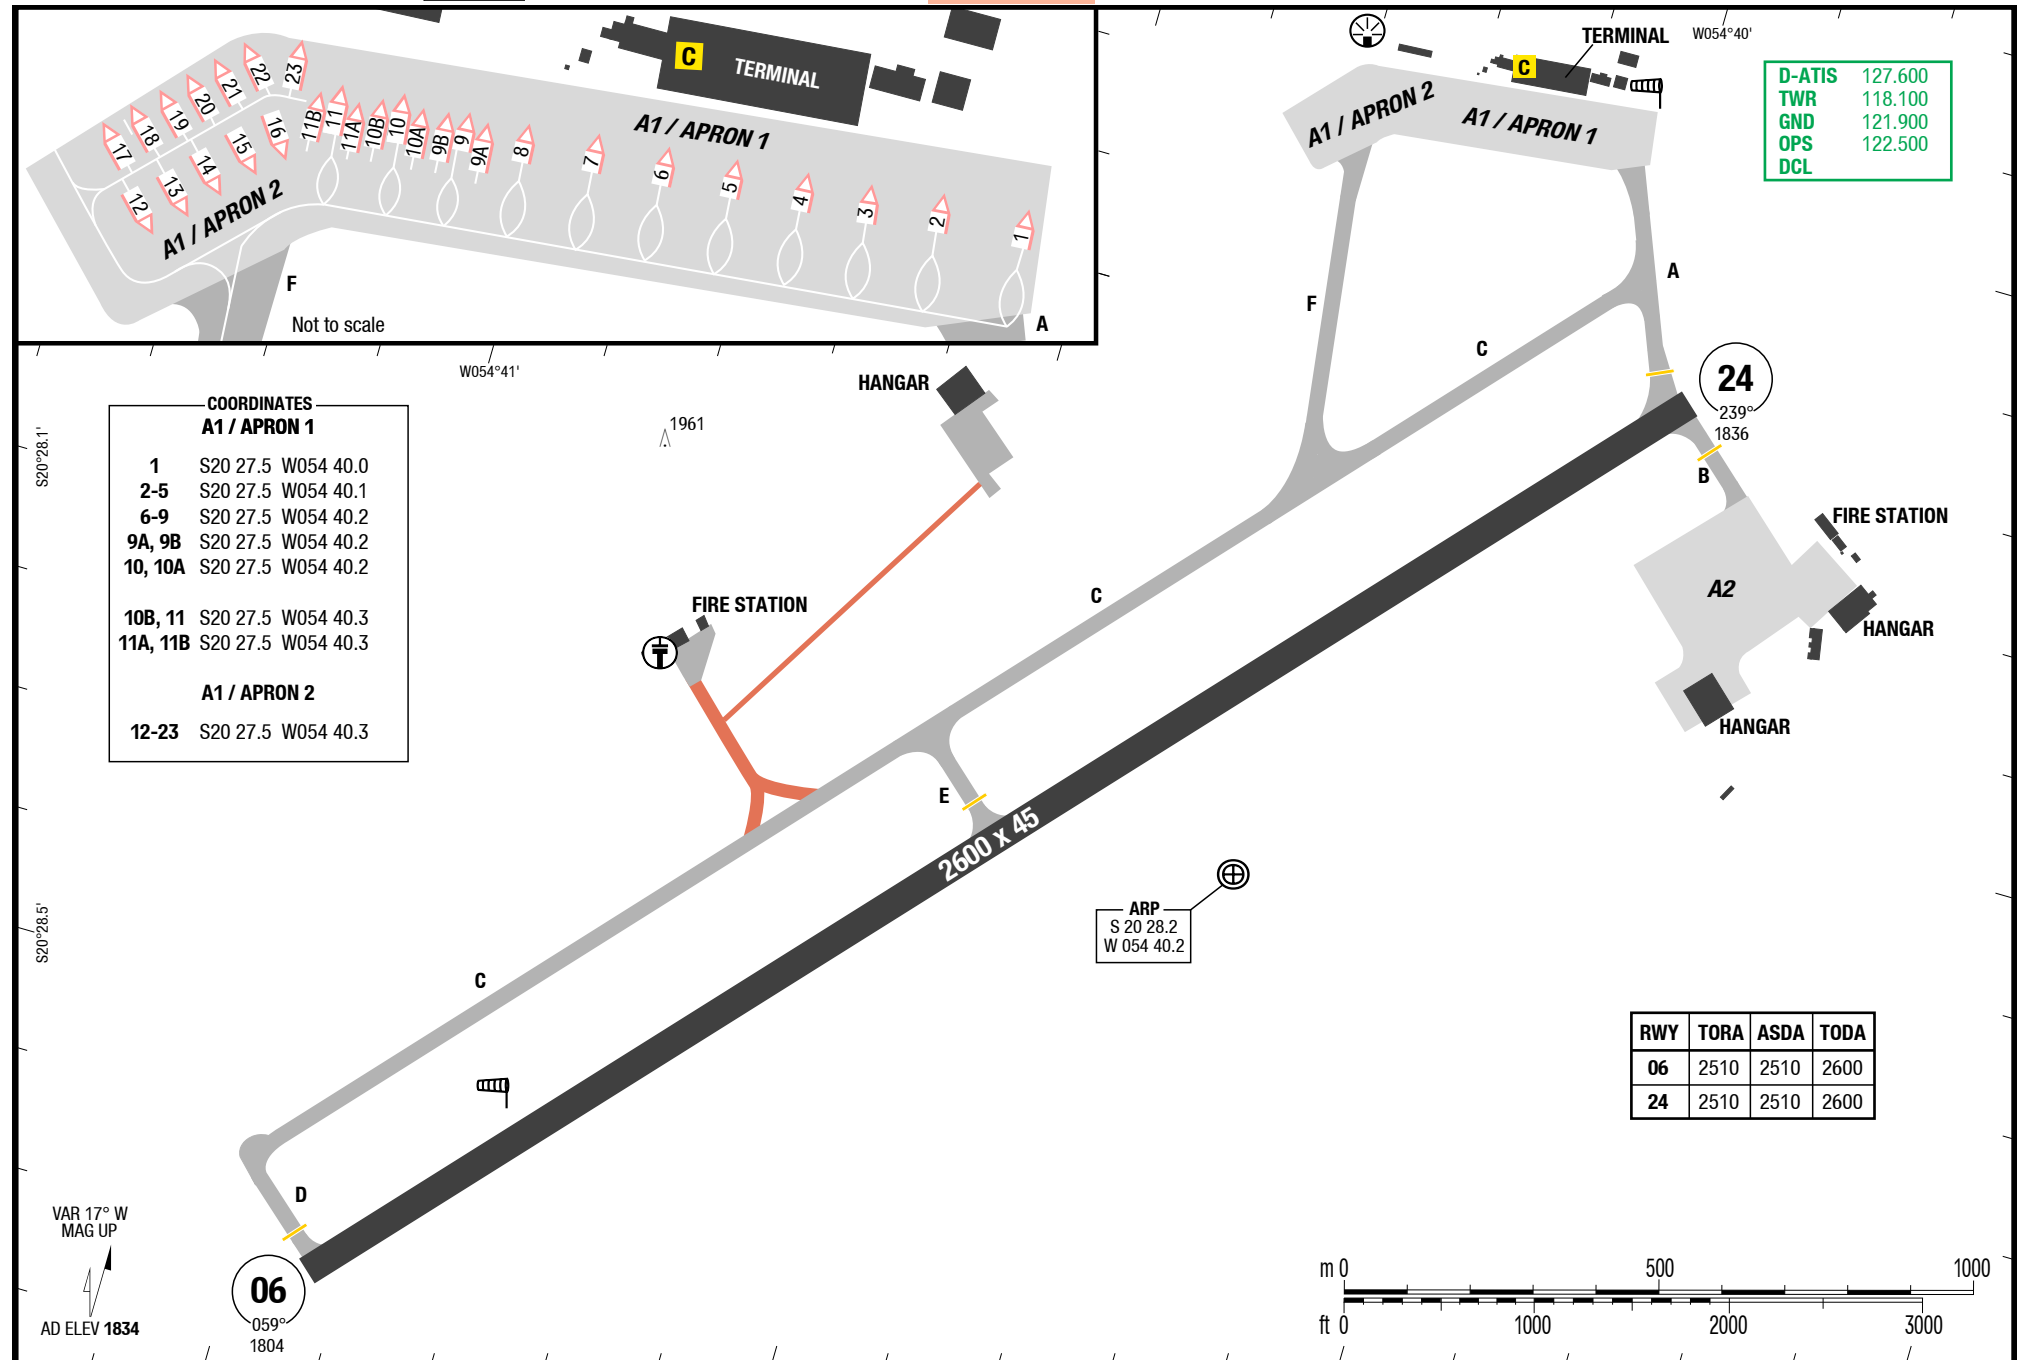 C
TERMINAL
A1 / APRON 1
23
22
21
20
19
18
17
16
15
14
13
12
11B
11
11A
10B
10
10A
9B
9
9A
8
7
6
5
4
3
2
1
A1 / APRON 2
F
A
Not to scale
TERMINAL
W054°40'
C
A1 / APRON 2
A1 / APRON 1
D-ATIS 127.600
TWR 118.100
GND 121.900
OPS 122.500
DCL
A
F
C
W054°41'
HANGAR
1961
24
239°
1836
B
S20°28.1'
COORDINATES
A1 / APRON 1
1 S20 27.5 W054 40.0
2-5 S20 27.5 W054 40.1
6-9 S20 27.5 W054 40.2
9A, 9B S20 27.5 W054 40.2
10, 10A S20 27.5 W054 40.2
10B, 11 S20 27.5 W054 40.3
11A, 11B S20 27.5 W054 40.3
A1 / APRON 2
12-23 S20 27.5 W054 40.3
FIRE STATION
A2
HANGAR
HANGAR
FIRE STATION
C
E
2600 x 45
ARP
S 20 28.2
W 054 40.2
S20°28.5'
C
RWY TORA ASDA TODA
06 2510 2510 2600
24 2510 2510 2600
D
VAR 17° W
MAG UP
AD ELEV 1834
06
059°
1804
m 0 500 1000
ft 0 1000 2000 3000